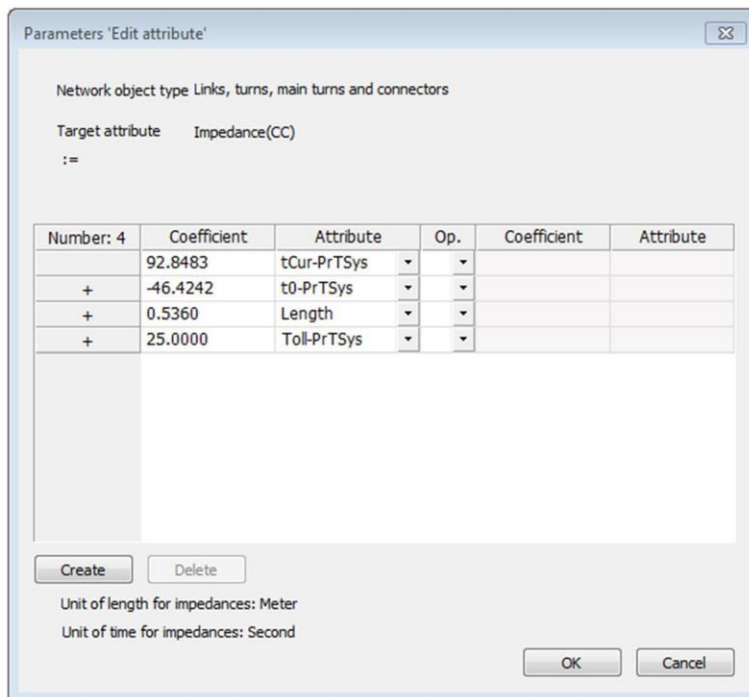 Parameters 'Edit attribute'
Network object type Links, turns, main turns and connectors
Target attribute Impedance(CC)
:=
Number: 4 Coefficient Attribute Op. Coefficient Attribute
92.8483 tCur-PrTSys
+ -46.4242 t0-PrTSys
+ 0.5360 Length
+ 25.0000 Toll-PrTSys
Create Delete
Unit of length for impedances: Meter
Unit of time for impedances: Second
OK Cancel